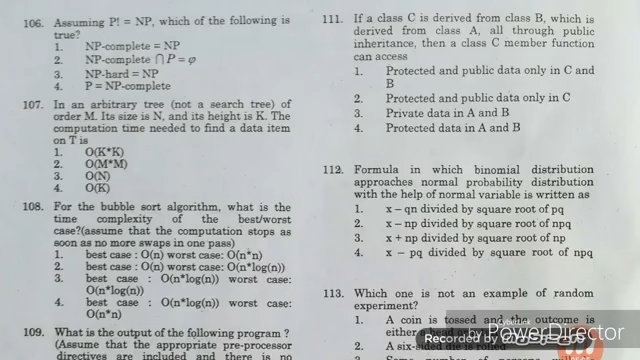 106. Assuming P! = NP, which of the following is
true?
1. NP-complete = NP
2. NP-complete ⋂ P = φ
3. NP-hard = NP
4. P = NP-complete
107. In an arbitrary tree (not a search tree) of
order M. Its size is N, and its height is K. The
computation time needed to find a data item
on T is
1. O(K*K)
2. O(M*M)
3. O(N)
4. O(K)
108. For the bubble sort algorithm, what is the
time complexity of the best/worst
case?(assume that the computation stops as
soon as no more swaps in one pass)
1. best case : O(n) worst case: O(n*n)
2. best case : O(n) worst case: O(n*log(n))
3. best case : O(n*log(n)) worst case:
O(n*log(n))
4. best case : O(n*log(n)) worst case:
O(n*n)
109. What is the output of the following program ?
(Assume that the appropriate pre-processor
directives are included and there is no
111. If a class C is derived from class B, which is
derived from class A, all through public
inheritance, then a class C member function
can access
1. Protected and public data only in C and
B
2. Protected and public data only in C
3. Private data in A and B
4. Protected data in A and B
112. Formula in which binomial distribution
approaches normal probability distribution
with the help of normal variable is written as
1. x – qn divided by square root of pq
2. x – np divided by square root of npq
3. x + np divided by square root of np
4. x – pq divided by square root of npq
113. Which one is not an example of random
experiment?
1. A coin is tossed and the outcome is
either a head or
2. A six-sided die is rolled
PowerDirector
RECORDED WITH